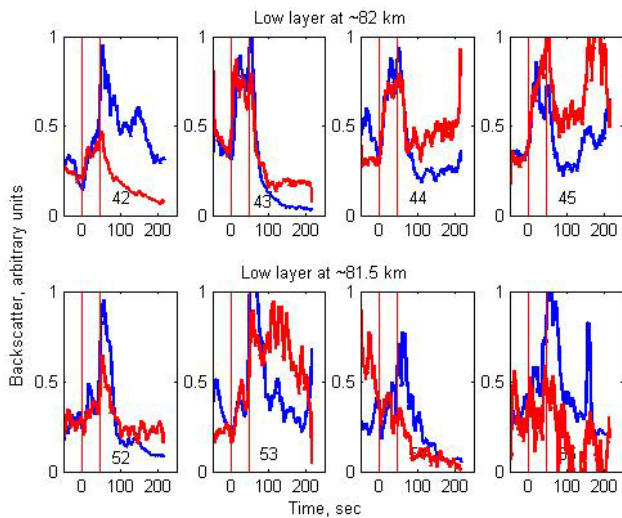 Low layer at ~82 km
1 1 1 1
0.5 0.5 0.5 0.5
42 43 44 45
0 0 0 0
0 100 200 0 100 200 0 100 200 0 100 200
Low layer at ~81.5 km
1 1 1 1
0.5 0.5 0.5 0.5
52 53
0 0 0 0
0 100 200 0 100 200 0 100 200 0 100 200
Time, sec
Backscatter, arbitrary units